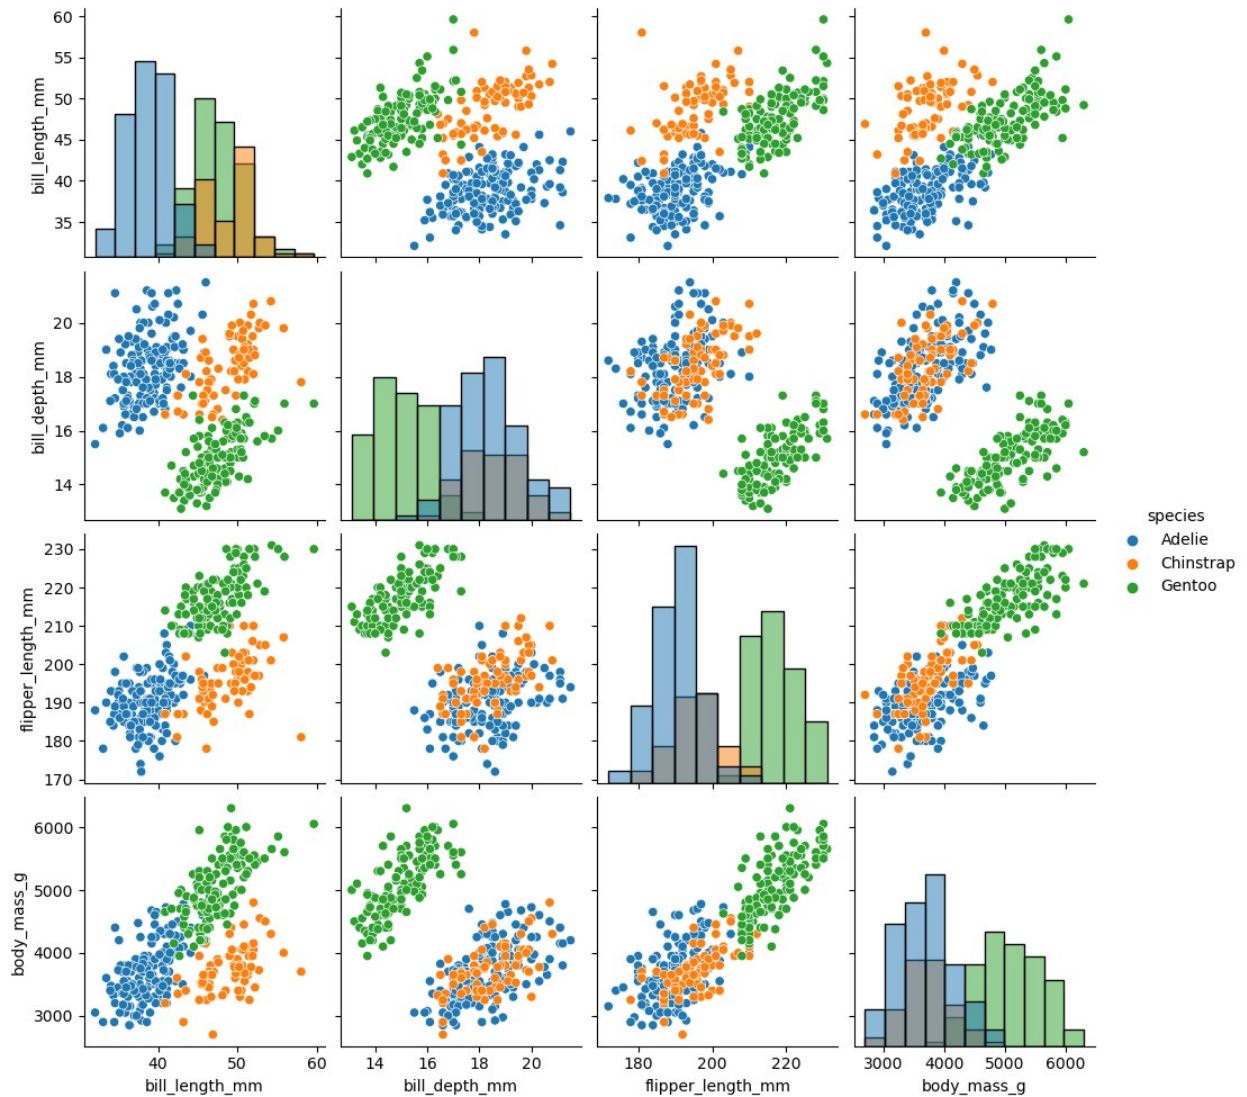 60
55
50
45
40
35
bill_length_mm
20
18
16
14
bill_depth_mm
species
Adelie
Chinstrap
Gentoo
230
220
210
200
190
180
170
flipper_length_mm
6000
5000
4000
3000
body_mass_g
40 50 60
14 16 18 20
180 200 220
3000 4000 5000 6000
bill_length_mm bill_depth_mm flipper_length_mm body_mass_g